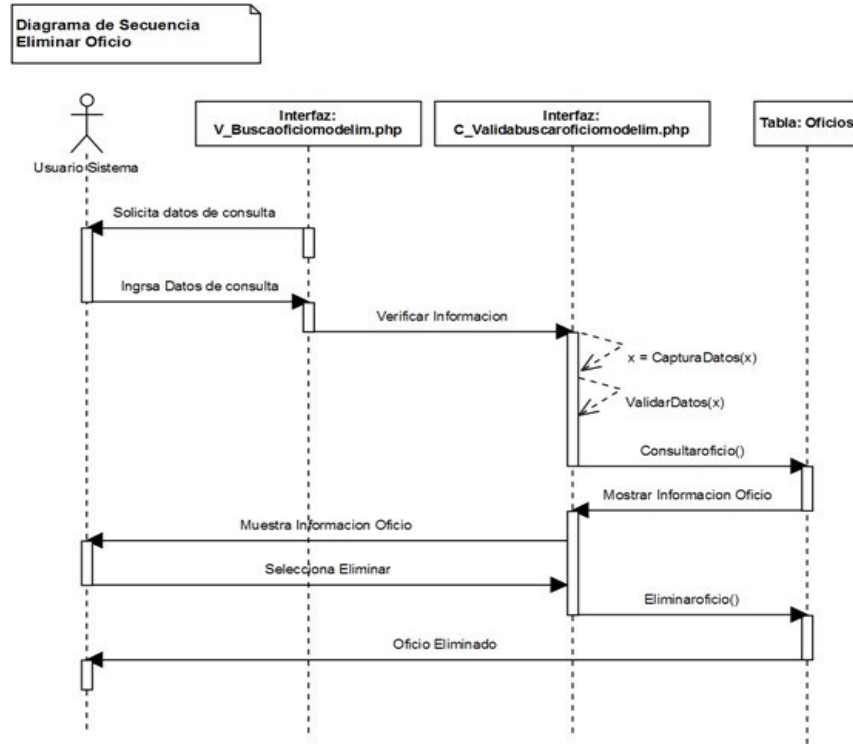 Diagrama de Secuencia
Eliminar Oficio
Usuario Sistema
Interfaz:
V_Buscaoficiomodelim.php
Interfaz:
C_Validabuscaroficiomodelim.php
Tabla: Oficios
Solicita datos de consulta
Ingrsa Datos de consulta
Verificar Informacion
x = CapturaDatos(x)
ValidarDatos(x)
Consultaroficio()
Mostrar Informacion Oficio
Muestra Informacion Oficio
Selecciona Eliminar
Eliminaroficio()
Oficio Eliminado